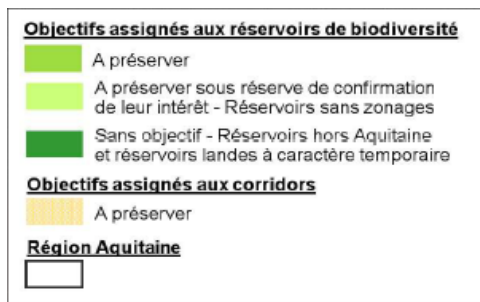 Objectifs assignés aux réservoirs de biodiversité
A préserver
A préserver sous réserve de confirmation
de leur intérêt - Réservoirs sans zonages
Sans objectif - Réservoirs hors Aquitaine
et réservoirs landes à caractère temporaire
Objectifs assignés aux corridors
A préserver
Région Aquitaine